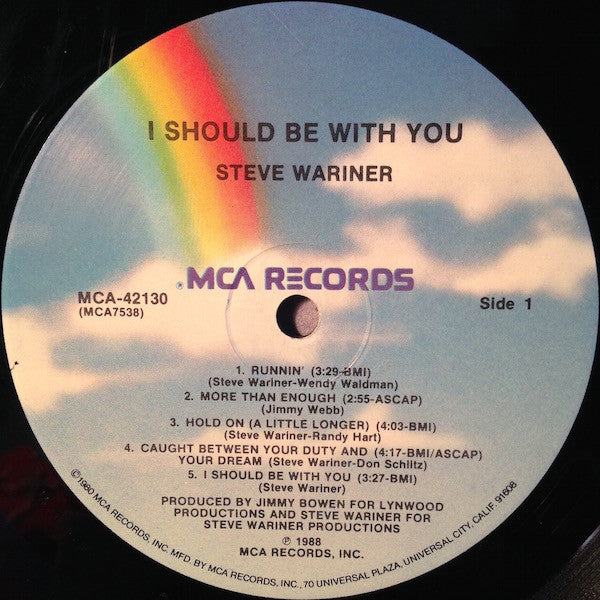 I SHOULD BE WITH YOU
STEVE WARINER
MCA RECORDS
MCA-42130
(MCA7538)
Side 1
1. RUNNIN' (3:29-BMI)
(Steve Wariner-Wendy Waldman)
2. MORE THAN ENOUGH (2:55-ASCAP)
(Jimmy Webb)
3. HOLD ON (A LITTLE LONGER) (4:03-BMI)
(Steve Wariner-Randy Hart)
4. CAUGHT BETWEEN YOUR DUTY AND (4:17-BMI/ASCAP)
YOUR DREAM (Steve Wariner-Don Schlitz)
5. I SHOULD BE WITH YOU (3:27-BMI)
(Steve Wariner)
PRODUCED BY JIMMY BOWEN FOR LYNWOOD
PRODUCTIONS AND STEVE WARINER FOR
STEVE WARINER PRODUCTIONS
℗ 1988
MCA RECORDS, INC.
©1980 MCA RECORDS, INC. MFD. BY MCA RECORDS, INC., 70 UNIVERSAL PLAZA, UNIVERSAL CITY, CALIF. 91608